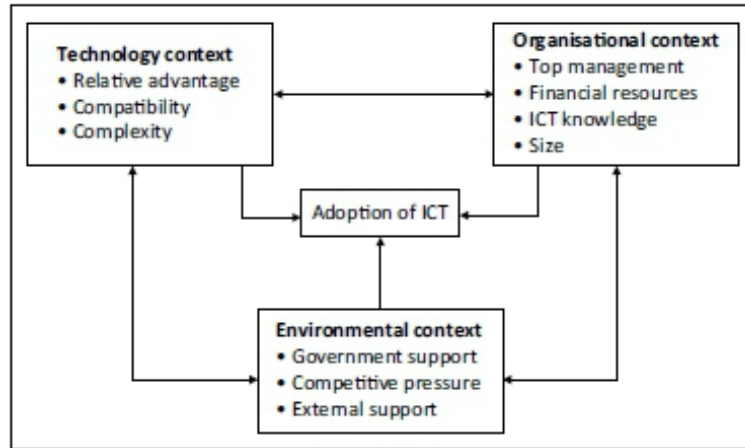 Technology context
• Relative advantage
• Compatibility
• Complexity
Organisational context
• Top management
• Financial resources
• ICT knowledge
• Size
Adoption of ICT
Environmental context
• Government support
• Competitive pressure
• External support